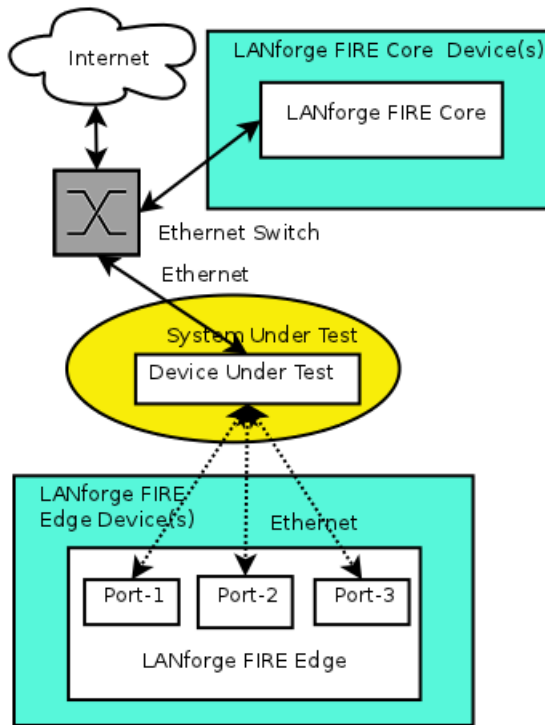 Internet
LANforge FIRE Core  Device(s)
LANforge FIRE Core
Ethernet Switch
Ethernet
System Under Test
Device Under Test
LANforge FIRE
Edge Device(s)
Ethernet
Port-1
Port-2
Port-3
LANforge FIRE Edge